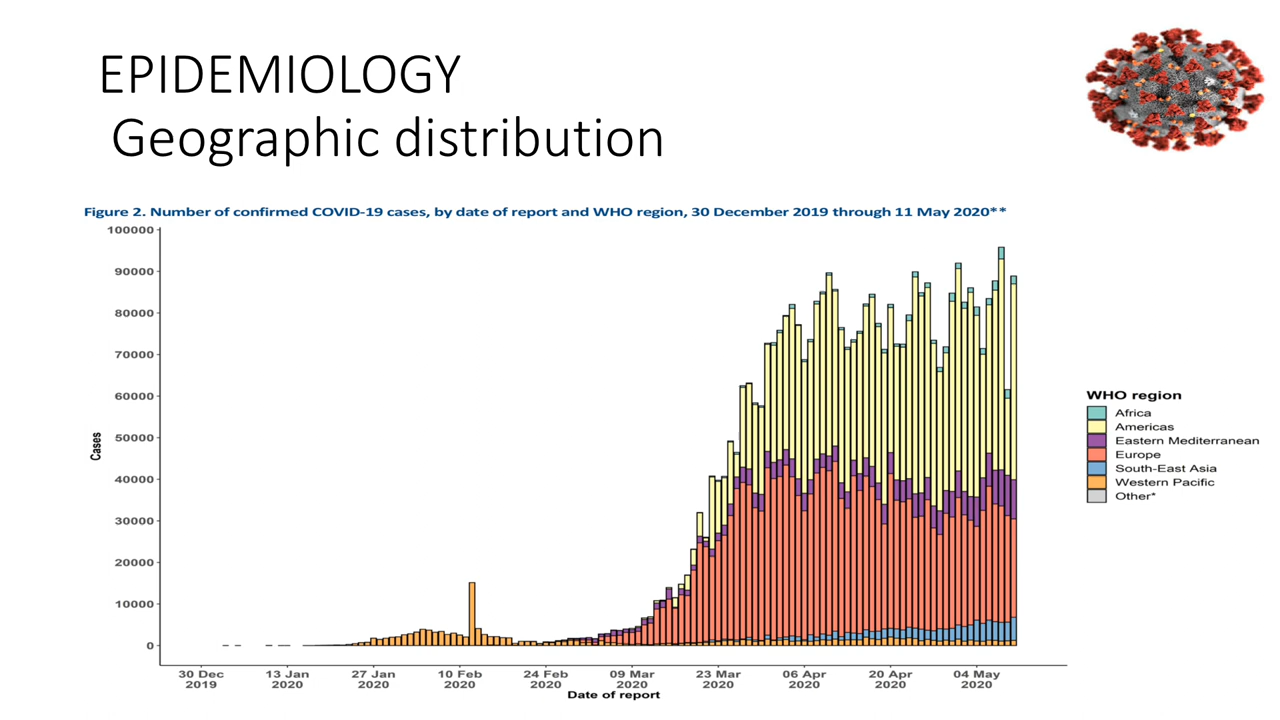 EPIDEMIOLOGY
Geographic distribution
Figure 2. Number of confirmed COVID-19 cases, by date of report and WHO region, 30 December 2019 through 11 May 2020**
100000
90000
80000
70000
60000
50000
40000
30000
20000
10000
0
Cases
30 Dec 2019
13 Jan 2020
27 Jan 2020
10 Feb 2020
24 Feb 2020
09 Mar 2020
23 Mar 2020
06 Apr 2020
20 Apr 2020
04 May 2020
Date of report
WHO region
Africa
Americas
Eastern Mediterranean
Europe
South-East Asia
Western Pacific
Other*